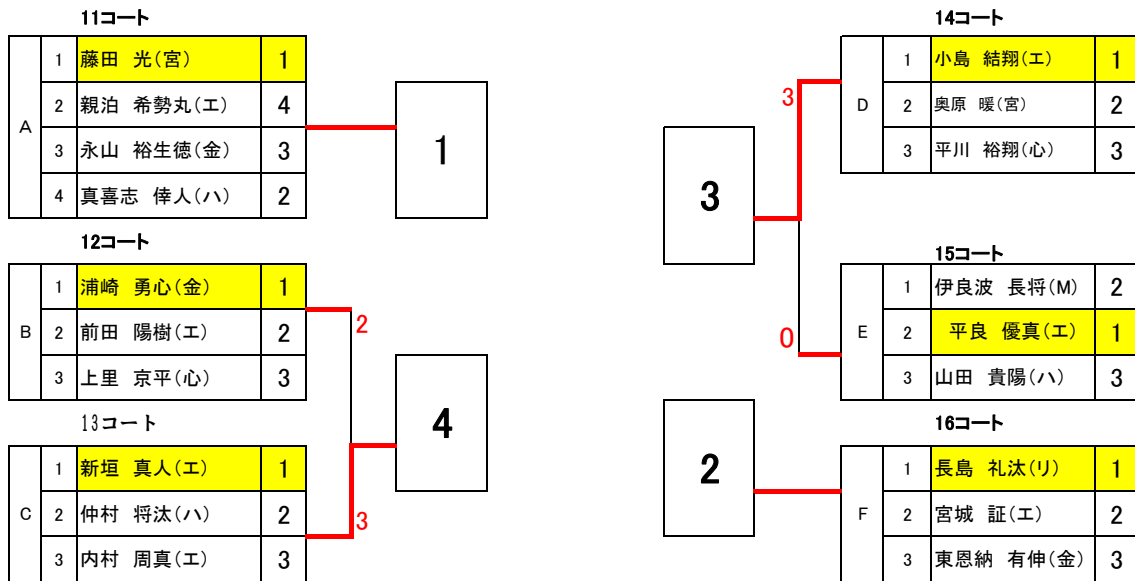 11コート
A
1 藤田 光(宮) 1
2 親泊 希勢丸(エ) 4
3 永山 裕生徳(金) 3
4 真喜志 倖人(ハ) 2
1
12コート
B
1 浦崎 勇心(金) 1
2 前田 陽樹(エ) 2
3 上里 京平(心) 3
2
13コート
C
1 新垣 真人(エ) 1
2 仲村 将汰(ハ) 2
3 内村 周真(エ) 3
3
4
14コート
D
1 小島 結翔(エ) 1
2 奥原 暖(宮) 2
3 平川 裕翔(心) 3
3
3
15コート
E
1 伊良波 長将(M) 2
2 平良 優真(エ) 1
3 山田 貴陽(ハ) 3
0
16コート
F
1 長島 礼汰(リ) 1
2 宮城 証(エ) 2
3 東恩納 有伸(金) 3
2